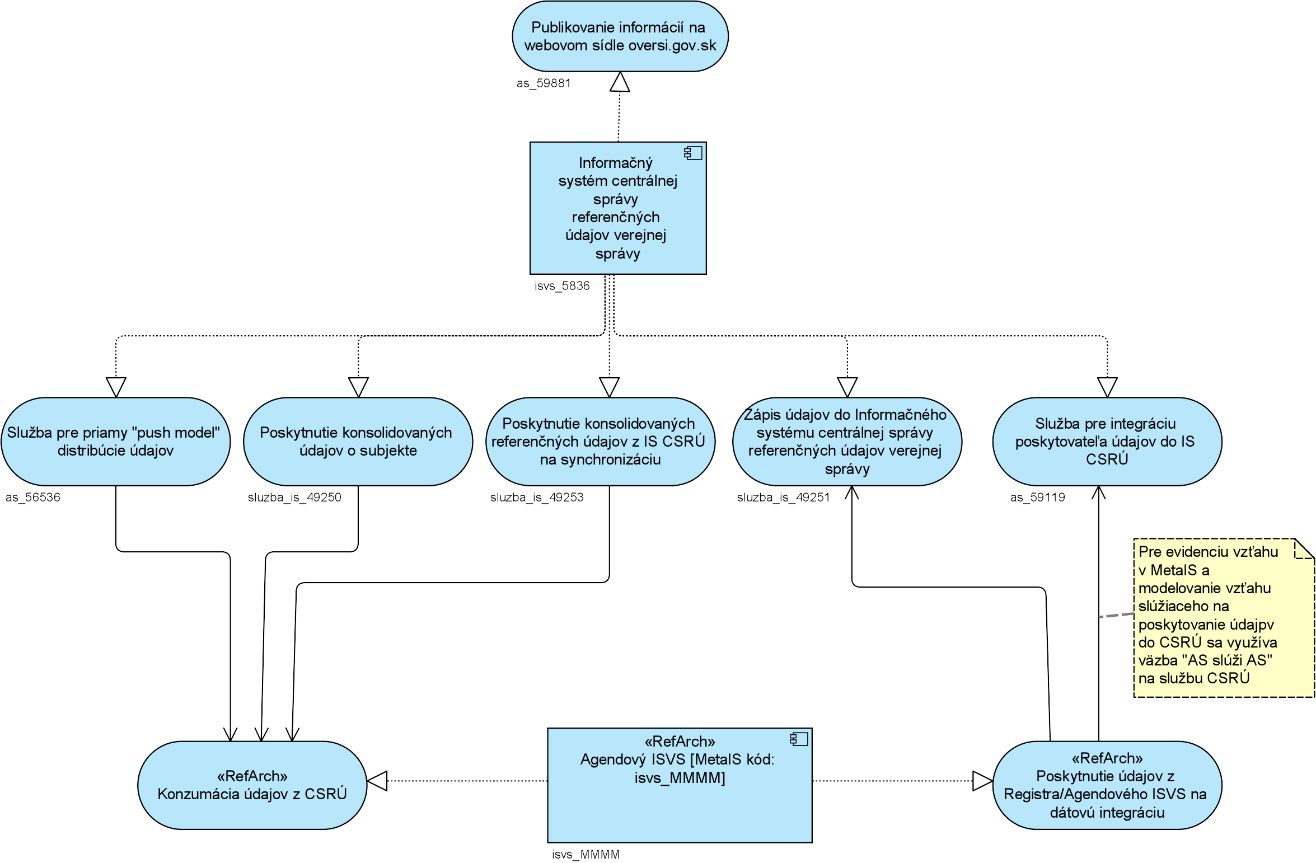 Publikovanie informácií na
webovom sídle oversi.gov.sk
as_59881
Informačný
systém centrálnej
správy
referenčných
údajov verejnej
správy
isvs_5836
Služba pre priamy "push model"
distribúcie údajov
as_56536
Poskytnutie konsolidovaných
údajov o subjekte
sluzba_is_49250
Poskytnutie konsolidovaných
referenčných údajov z IS CSRÚ
na synchronizáciu
sluzba_is_49253
Zápis údajov do Informačného
systému centrálnej správy
referenčných údajov verejnej
správy
sluzba_is_49251
Služba pre integráciu
poskytovateľa údajov do IS
CSRÚ
as_59119
Pre evidenciu vzťahu
v MetaIS a
modelovanie vzťahu
slúžiaceho na
poskytovanie údajpv
do CSRÚ sa využíva
väzba "AS slúži AS"
na službu CSRÚ
«RefArch»
Konzumácia údajov z CSRÚ
«RefArch»
Agendový ISVS [MetaIS kód:
isvs_MMMM]
isvs_MMMM
«RefArch»
Poskytnutie údajov z
Registra/Agendového ISVS na
dátovú integráciu